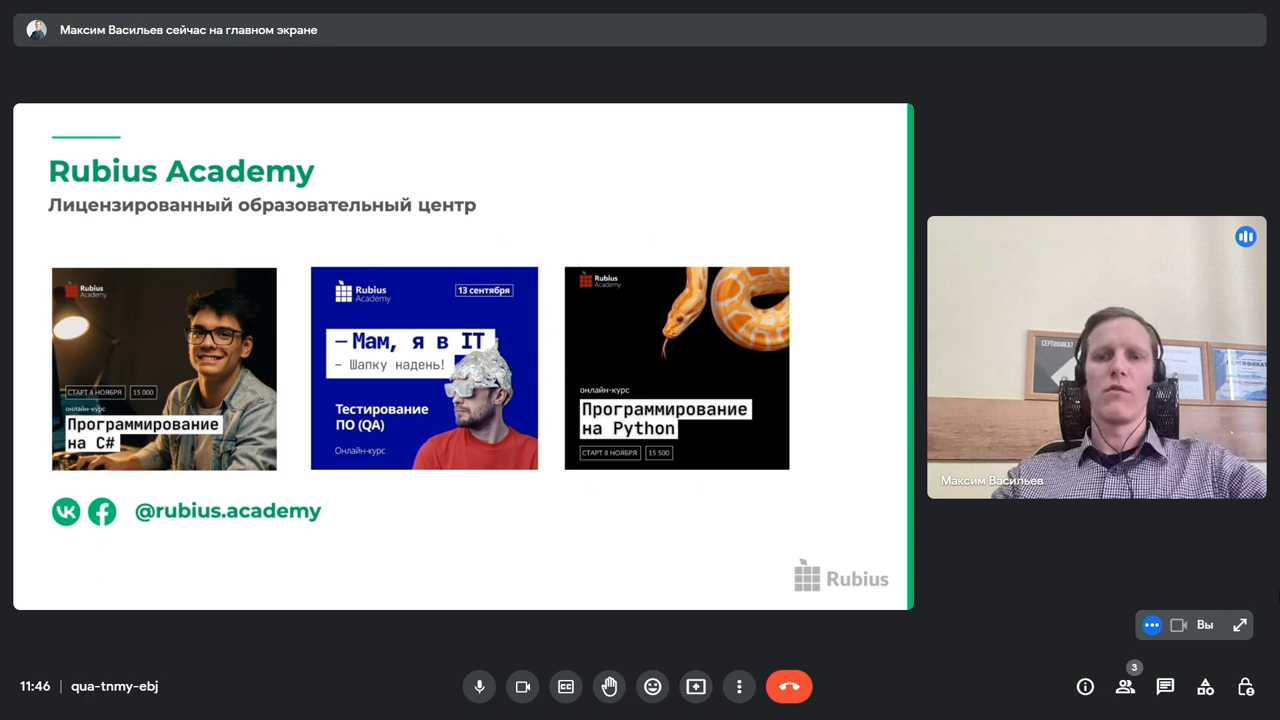 Максим Васильев сейчас на главном экране
Rubius Academy
Лицензированный образовательный центр
Rubius
Academy
СТАРТ 8 НОЯБРЯ
15 000
онлайн-курс
Программирование
на C#
Rubius
Academy
13 сентября
– Мам, я в IT
– Шапку надень!
Тестирование
ПО (QA)
Онлайн-курс
Rubius
Academy
онлайн-курс
Программирование
на Python
СТАРТ 8 НОЯБРЯ
15 500
@rubius.academy
Rubius
СЕРТИФИКАТ
Максим Васильев
Вы
11:46
qua-tnmy-ebj
3